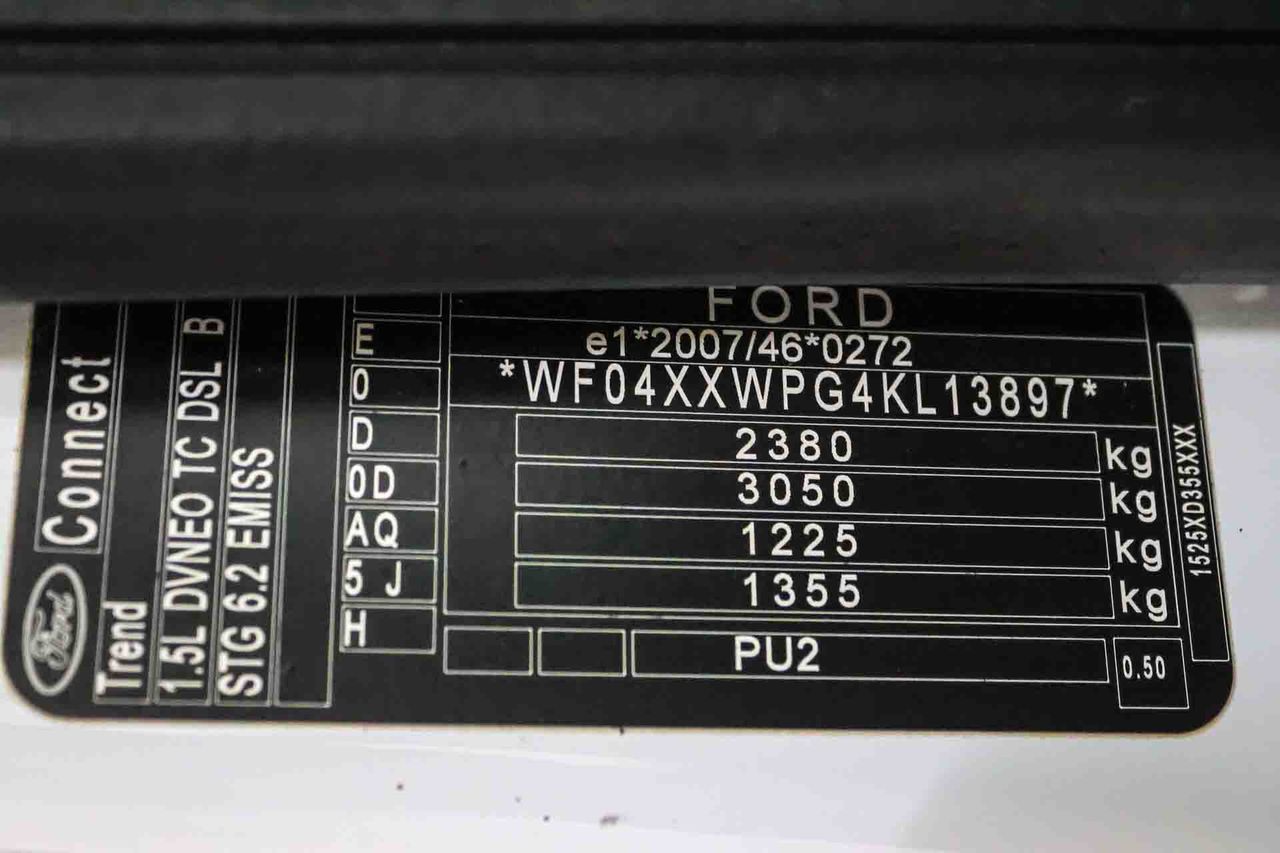 FORD
e1*2007/46*0272
*WF04XXWPG4KL13897*
2380 kg
3050 kg
1225 kg
1355 kg
PU2
0.50
1525XD355XXX
E
0
D
0D
AQ
5 J
H
Ford
Connect
Trend
1.5L DVNEO TC DSL B
STG 6.2 EMISS